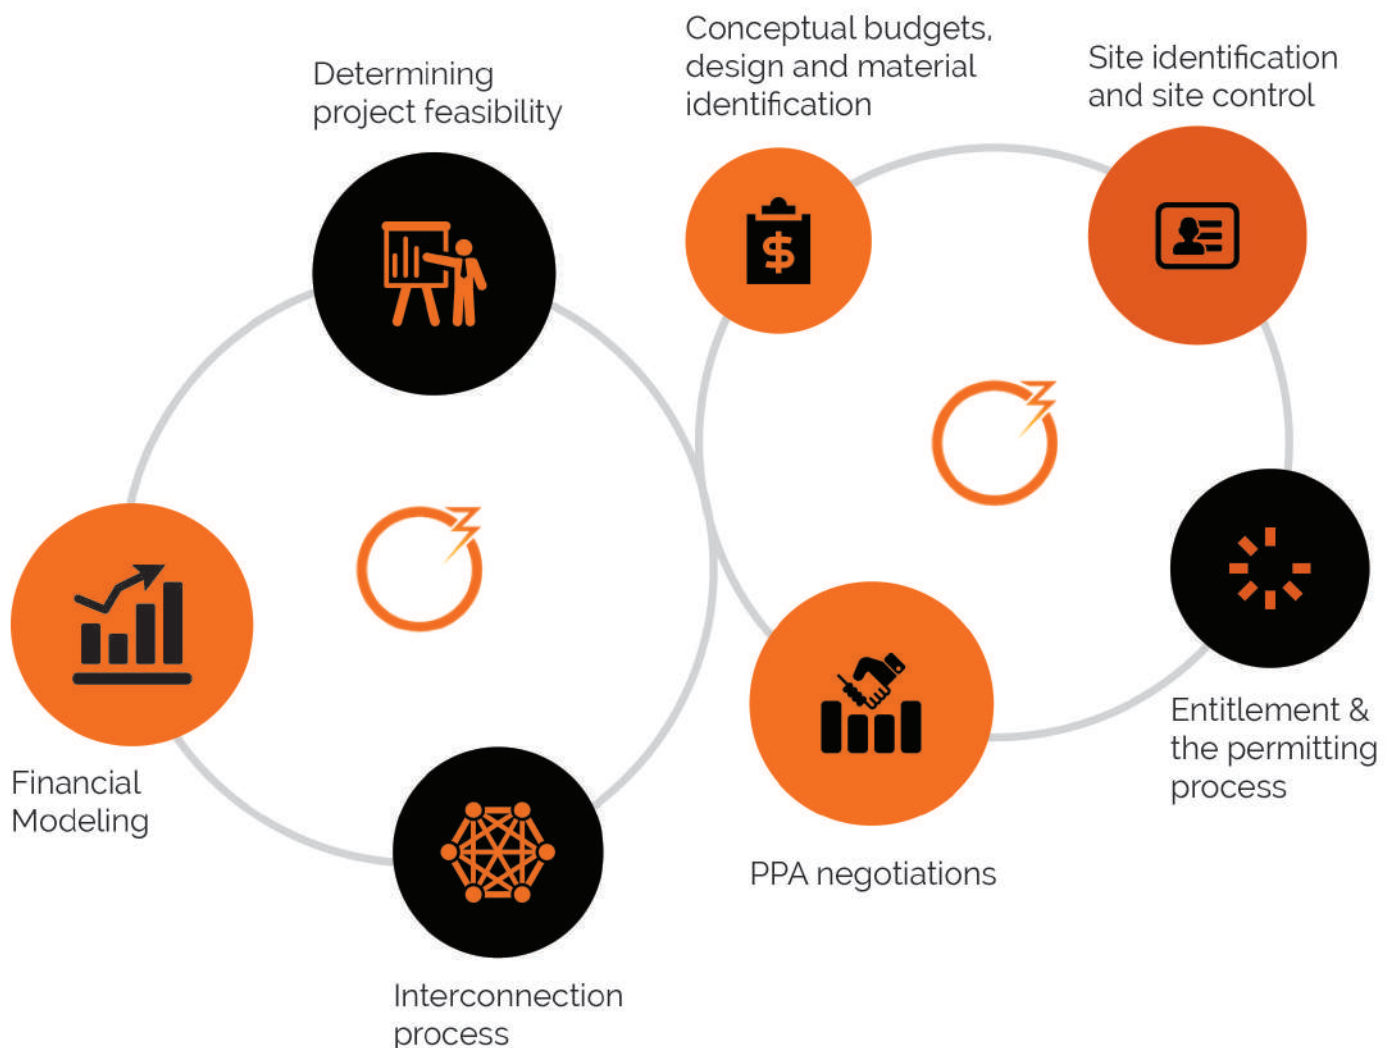 Determining
project feasibility
Conceptual budgets,
design and material
identification
Site identification
and site control
$
Financial
Modeling
Interconnection
process
PPA negotiations
Entitlement &
the permitting
process